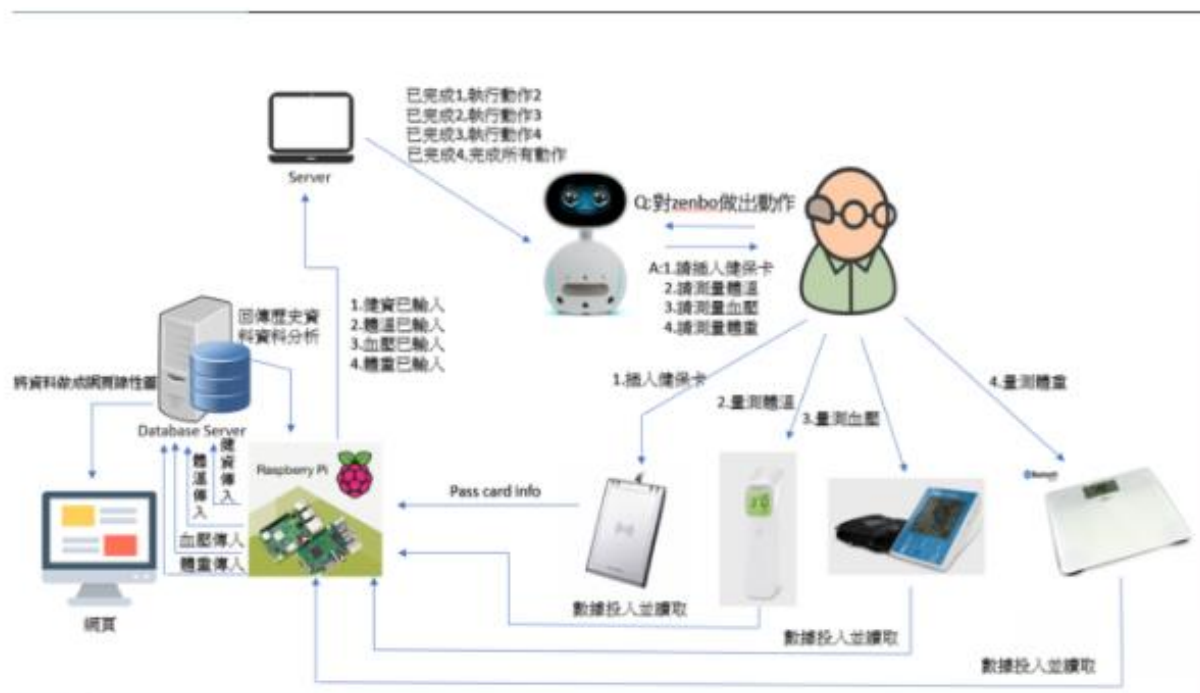 已完成1,執行動作2
已完成2,執行動作3
已完成3,執行動作4
已完成4,完成所有動作
Server
Q:對zenbo做出動作
A:1.請插入健保卡
2.請測量體溫
3.請測量血壓
4.請測量體重
回傳歷史資
料資料分析
1.健資已輸入
2.體溫已輸入
3.血壓已輸入
4.體重已輸入
將資料做成網頁線性圖
Database Server
1.插入健保卡
2.量測體溫
3.量測血壓
4.量測體重
健資傳入
體溫傳入
血壓傳入
體重傳入
Raspberry Pi
Pass card info
Bluetooth
網頁
數據投入並讀取
數據投入並讀取
數據投入並讀取